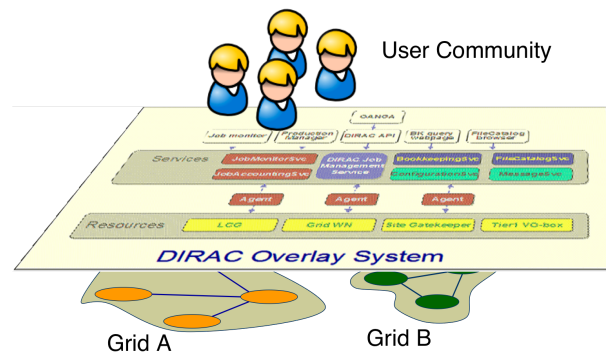 User Community
GANGA
Job monitor
Production
Manager
DIRAC API
BK query
webpage
FileCatalog
browser
Services
JobMonitorSvc
DIRAC Job
Management
Service
BookkeepingSvc
FileCatalogSvc
JobAccountingSvc
ConfigurationSvc
MessageSvc
Agent
Agent
Agent
Resources
LCG
Grid WN
Site Gatekeeper
Tier1 VO-box
DIRAC Overlay System
Grid A
Grid B